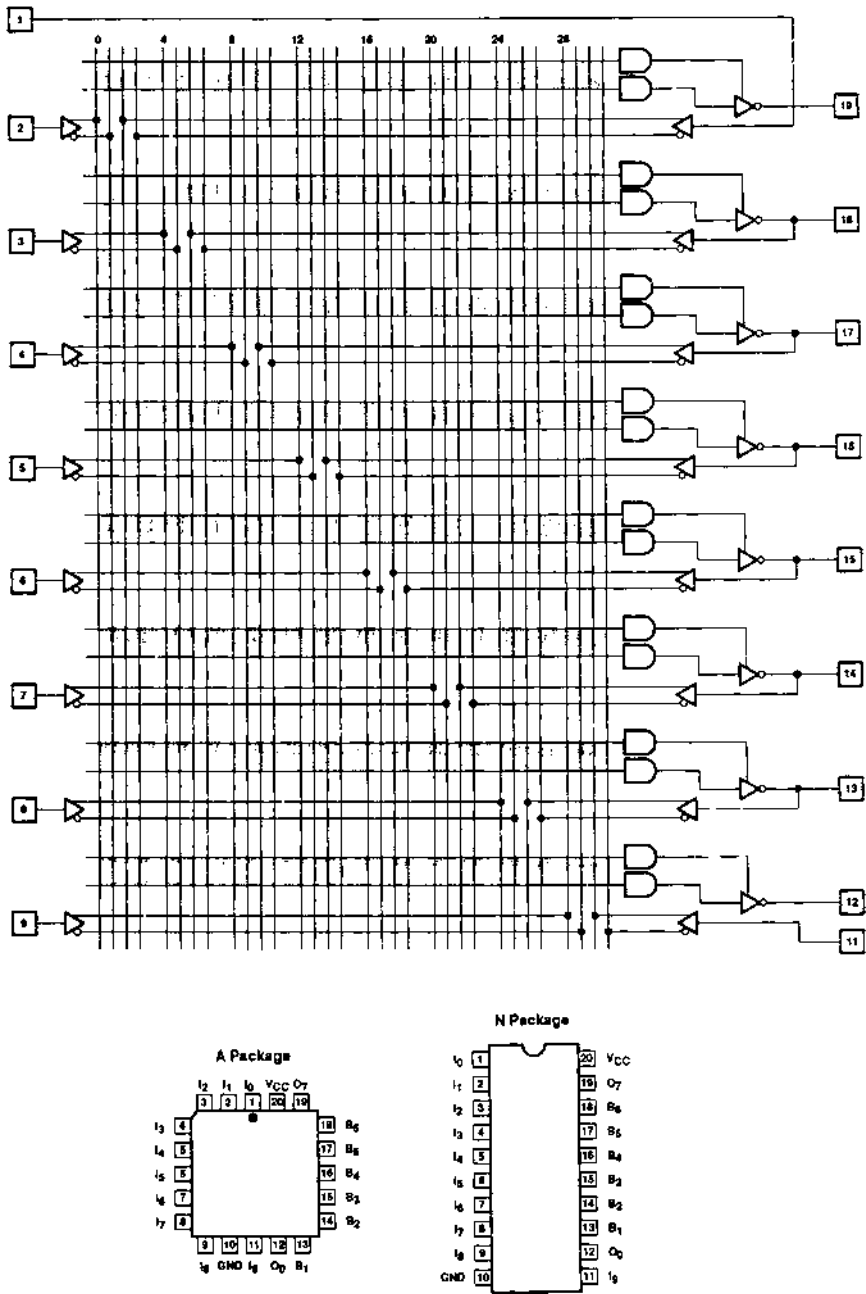 1
0 4 8 12 16 20 24 28
19
2
18
3
17
4
16
5
15
6
14
7
13
8
12
9
11
N Package
A Package
I0 1 20 VCC
I1 2 19 O7
I2 3 18 B6
I3 4 17 B5
I4 5 16 B4
I5 6 15 B3
I6 7 14 B2
I7 8 13 B1
I8 9 12 O0
GND 10 11 I9
I2 I1 I0 VCC O7
3 2 1 20 19
I3 4 18 B6
I4 5 17 B5
I5 6 16 B4
I6 7 15 B3
I7 8 14 B2
9 10 11 12 13
I8 GND I9 O0 B1